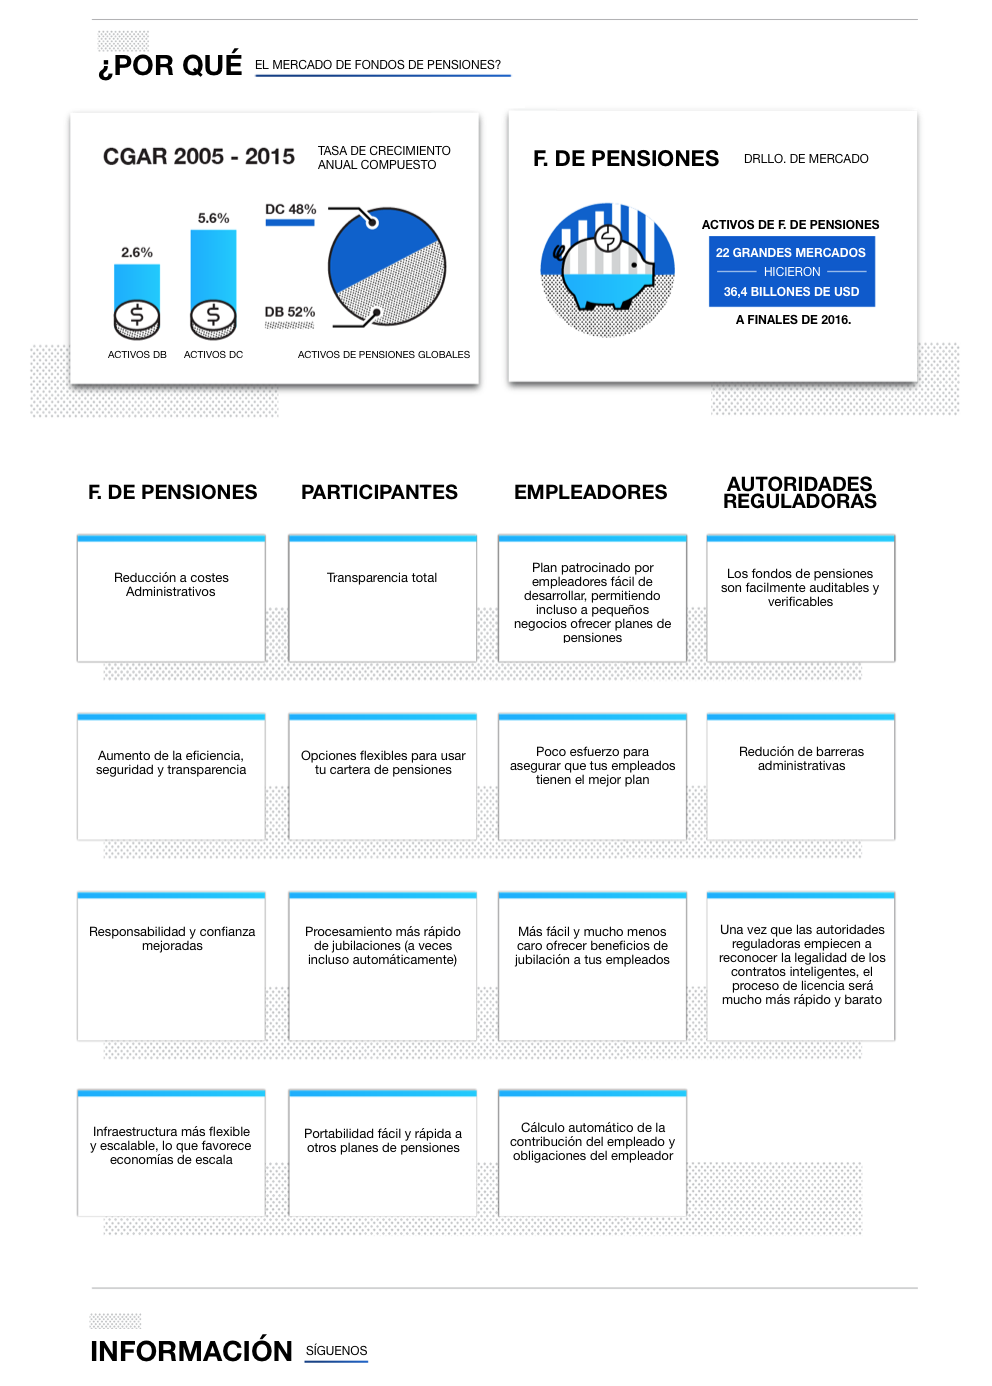 ¿POR QUÉ EL MERCADO DE FONDOS DE PENSIONES?
CGAR 2005 - 2015
TASA DE CRECIMIENTO
ANUAL COMPUESTO
2.6%
5.6%
ACTIVOS DB
ACTIVOS DC
DC 48%
DB 52%
ACTIVOS DE PENSIONES GLOBALES
F. DE PENSIONES
DRLLO. DE MERCADO
ACTIVOS DE F. DE PENSIONES
22 GRANDES MERCADOS
HICIERON
36,4 BILLONES DE USD
A FINALES DE 2016.
F. DE PENSIONES
PARTICIPANTES
EMPLEADORES
AUTORIDADES
REGULADORAS
Reducción a costes
Administrativos
Transparencia total
Plan patrocinado por
empleadores fácil de
desarrollar, permitiendo
incluso a pequeños
negocios ofrecer planes de
pensiones
Los fondos de pensiones
son facilmente auditables y
verificables
Aumento de la eficiencia,
seguridad y transparencia
Opciones flexibles para usar
tu cartera de pensiones
Poco esfuerzo para
asegurar que tus empleados
tienen el mejor plan
Redución de barreras
administrativas
Responsabilidad y confianza
mejoradas
Procesamiento más rápido
de jubilaciones (a veces
incluso automáticamente)
Más fácil y mucho menos
caro ofrecer beneficios de
jubilación a tus empleados
Una vez que las autoridades
reguladoras empiecen a
reconocer la legalidad de los
contratos inteligentes, el
proceso de licencia será
mucho más rápido y barato
Infraestructura más flexible
y escalable, lo que favorece
economías de escala
Portabilidad fácil y rápida a
otros planes de pensiones
Cálculo automático de la
contribución del empleado y
obligaciones del empleador
INFORMACIÓN SÍGUENOS